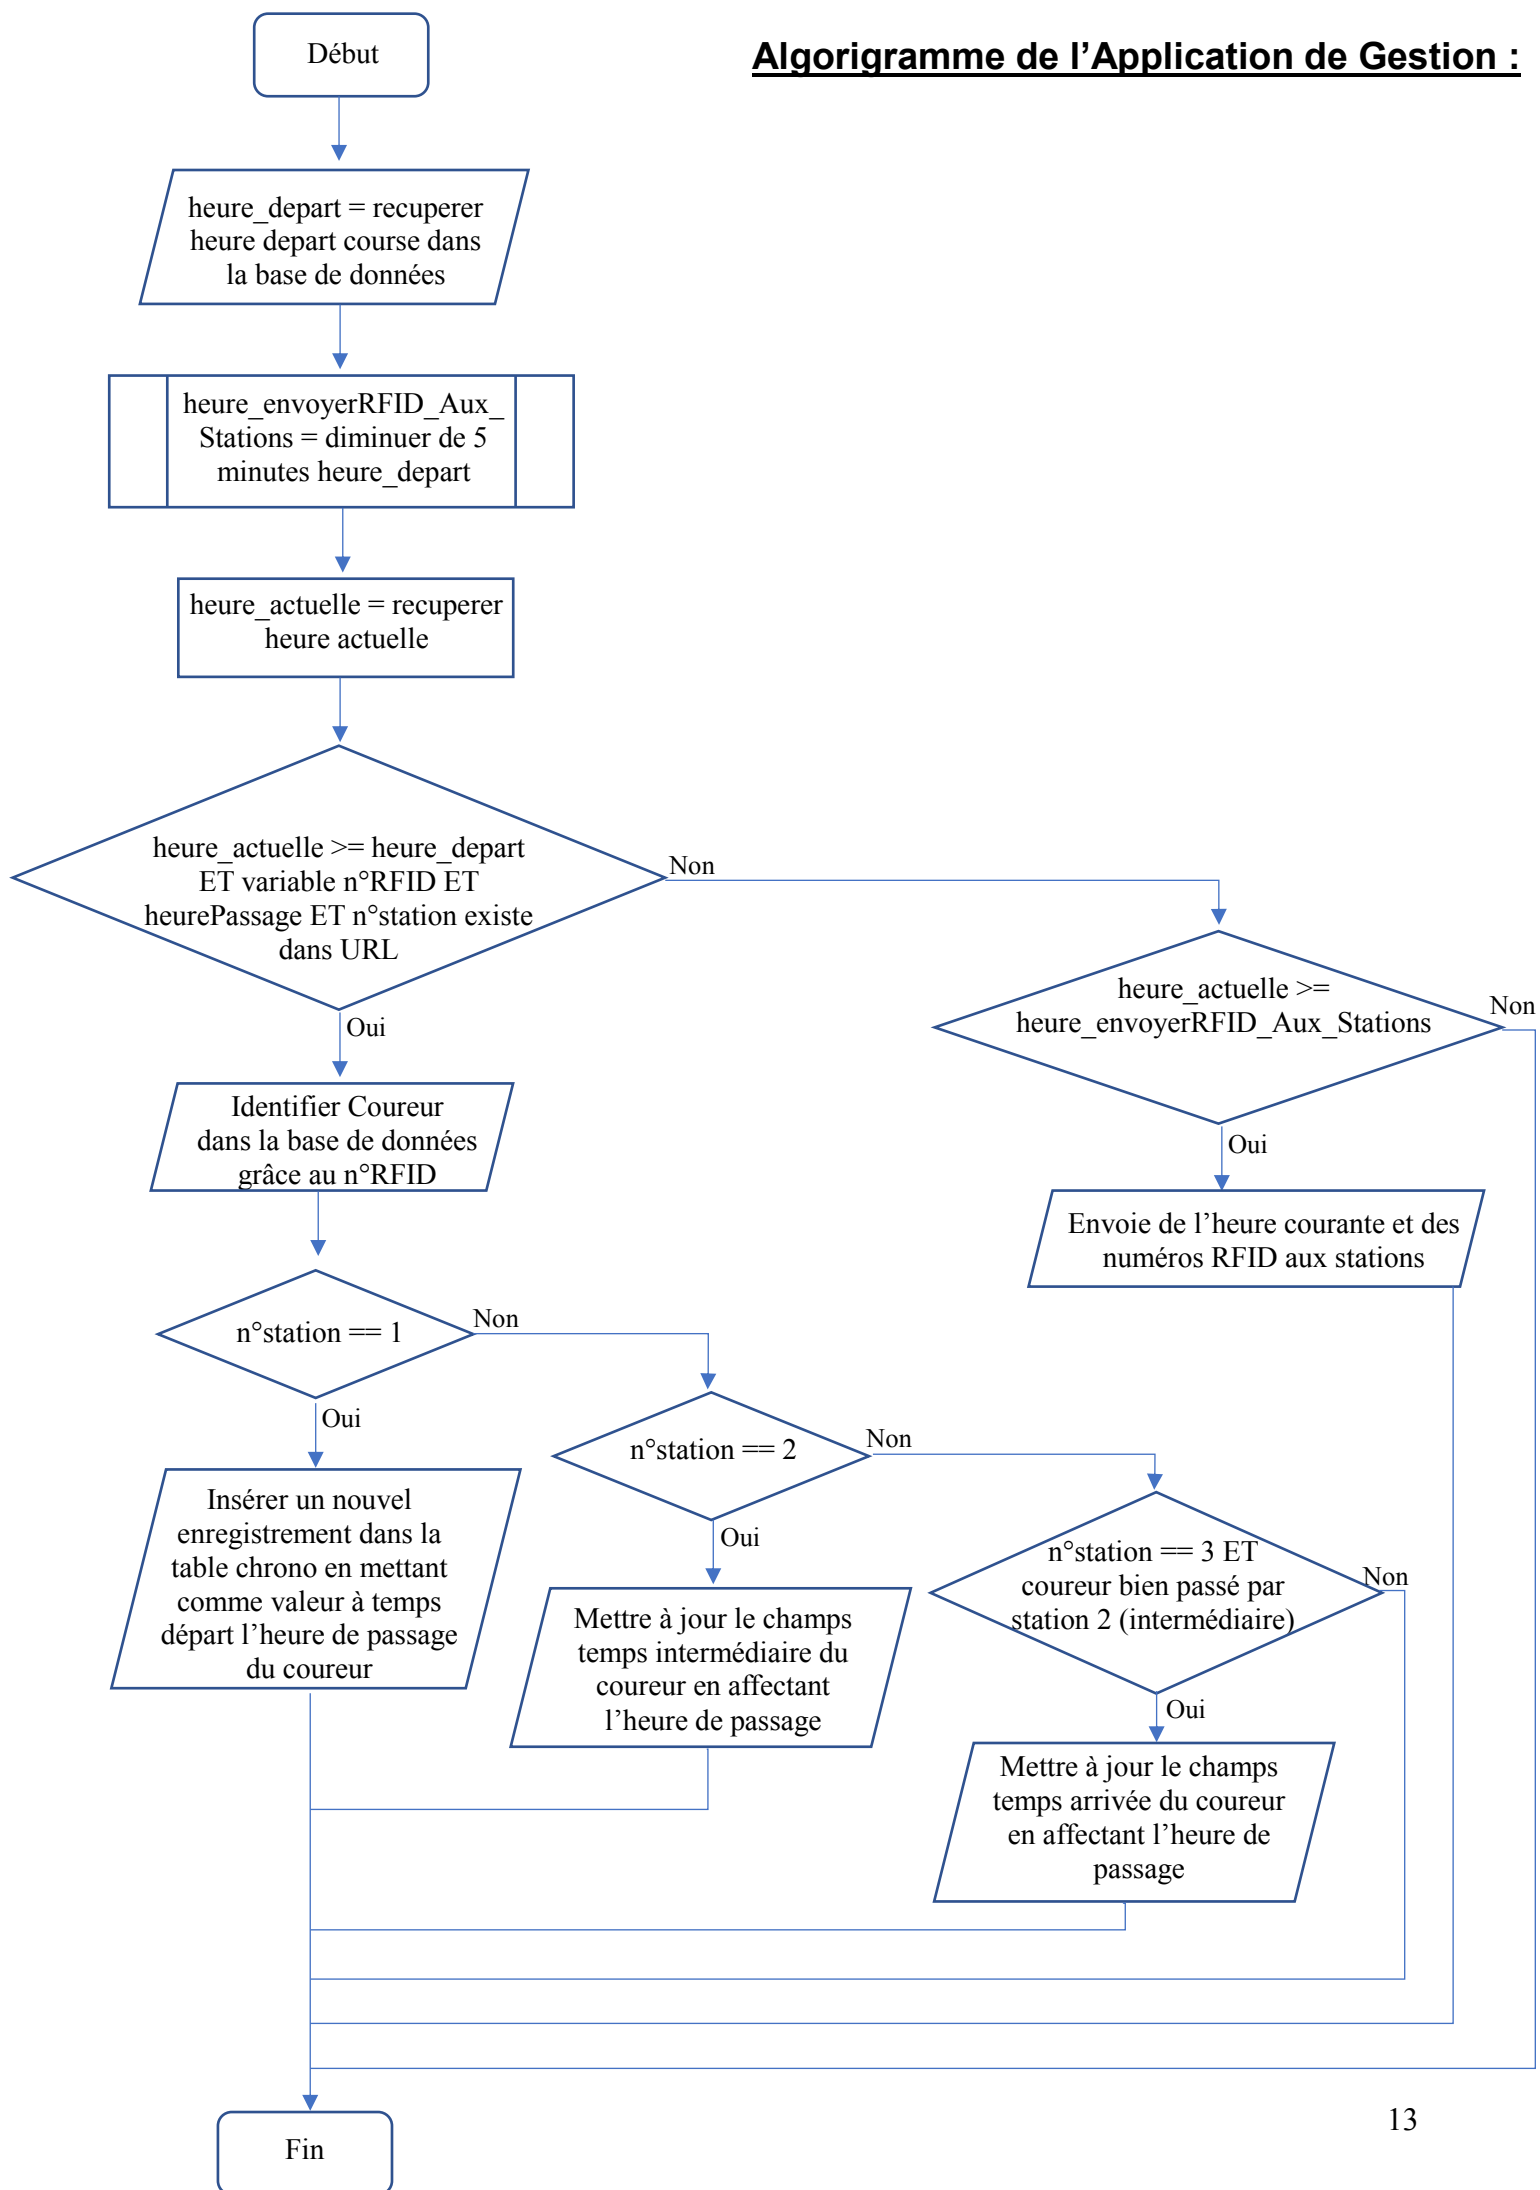 Début
Algorigramme de l’Application de Gestion :
heure_depart = recuperer
heure depart course dans
la base de données
heure_envoyerRFID_Aux_
Stations = diminuer de 5
minutes heure_depart
heure_actuelle = recuperer
heure actuelle
heure_actuelle >= heure_depart
ET variable n°RFID ET
heurePassage ET n°station existe
dans URL
Non
Oui
heure_actuelle >=
heure_envoyerRFID_Aux_Stations
Non
Oui
Identifier Coureur
dans la base de données
grâce au n°RFID
Envoie de l’heure courante et des
numéros RFID aux stations
n°station == 1
Non
Oui
n°station == 2
Non
Oui
Insérer un nouvel
enregistrement dans la
table chrono en mettant
comme valeur à temps
départ l’heure de passage
du coureur
n°station == 3 ET
coureur bien passé par
station 2 (intermédiaire)
Non
Oui
Mettre à jour le champs
temps intermédiaire du
coureur en affectant
l’heure de passage
Mettre à jour le champs
temps arrivée du coureur
en affectant l’heure de
passage
Fin
13